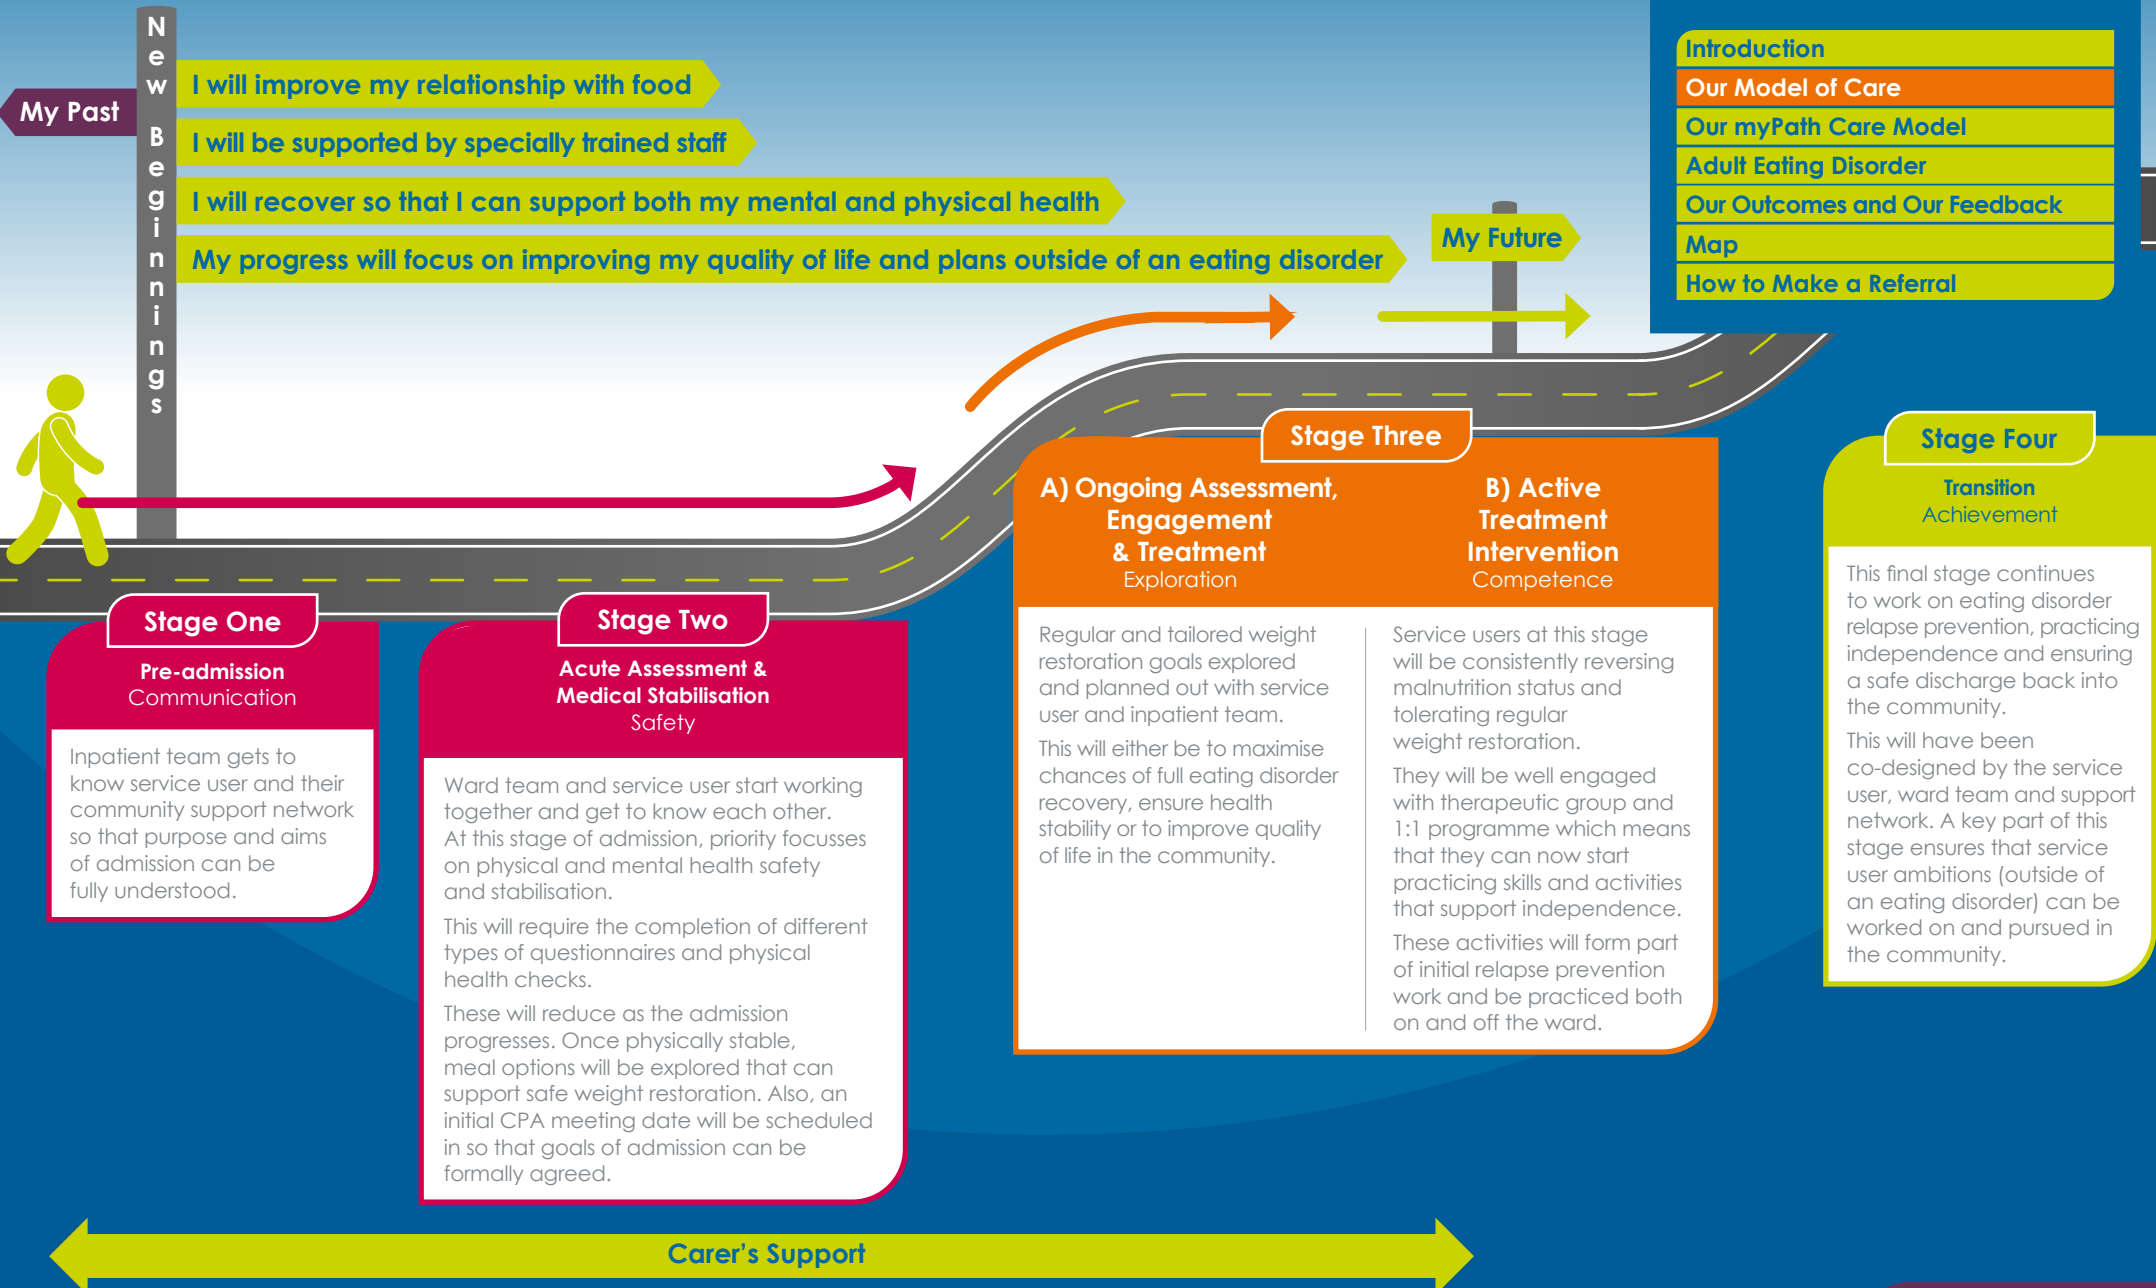 My Past
New Beginnings
I will improve my relationship with food
I will be supported by specially trained staff
I will recover so that I can support both my mental and physical health
My progress will focus on improving my quality of life and plans outside of an eating disorder
My Future
Introduction
Our Model of Care
Our myPath Care Model
Adult Eating Disorder
Our Outcomes and Our Feedback
Map
How to Make a Referral
Stage One
Pre-admission
Communication
Inpatient team gets to
know service user and their
community support network
so that purpose and aims
of admission can be
fully understood.
Stage Two
Acute Assessment &
Medical Stabilisation
Safety
Ward team and service user start working
together and get to know each other.
At this stage of admission, priority focusses
on physical and mental health safety
and stabilisation.
This will require the completion of different
types of questionnaires and physical
health checks.
These will reduce as the admission
progresses. Once physically stable,
meal options will be explored that can
support safe weight restoration. Also, an
initial CPA meeting date will be scheduled
in so that goals of admission can be
formally agreed.
Stage Three
A) Ongoing Assessment,
Engagement
& Treatment
Exploration
Regular and tailored weight
restoration goals explored
and planned out with service
user and inpatient team.
This will either be to maximise
chances of full eating disorder
recovery, ensure health
stability or to improve quality
of life in the community.
B) Active
Treatment
Intervention
Competence
Service users at this stage
will be consistently reversing
malnutrition status and
tolerating regular
weight restoration.
They will be well engaged
with therapeutic group and
1:1 programme which means
that they can now start
practicing skills and activities
that support independence.
These activities will form part
of initial relapse prevention
work and be practiced both
on and off the ward.
Stage Four
Transition
Achievement
This final stage continues
to work on eating disorder
relapse prevention, practicing
independence and ensuring
a safe discharge back into
the community.
This will have been
co-designed by the service
user, ward team and support
network. A key part of this
stage ensures that service
user ambitions (outside of
an eating disorder) can be
worked on and pursued in
the community.
Carer's Support